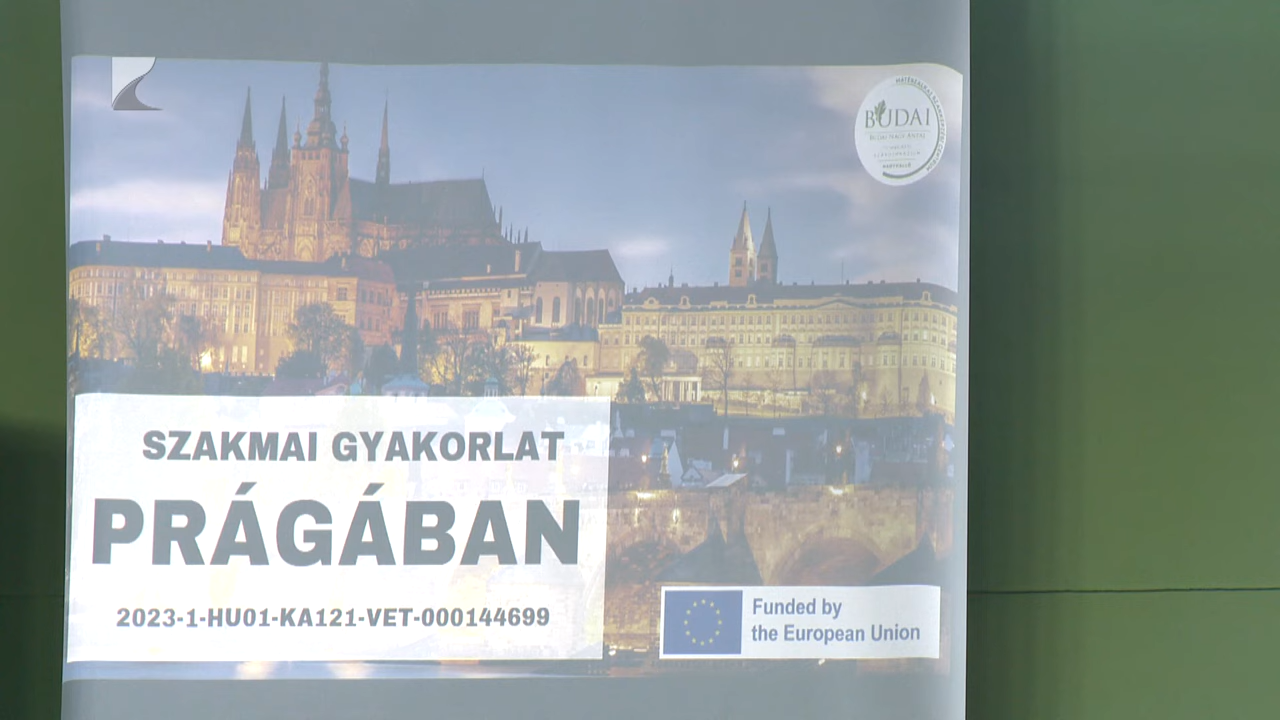 BUDAI
SZAKMAI GYAKORLAT
PRÁGÁBAN
2023-1-HU01-KA121-VET-000144699
Funded by
the European Union